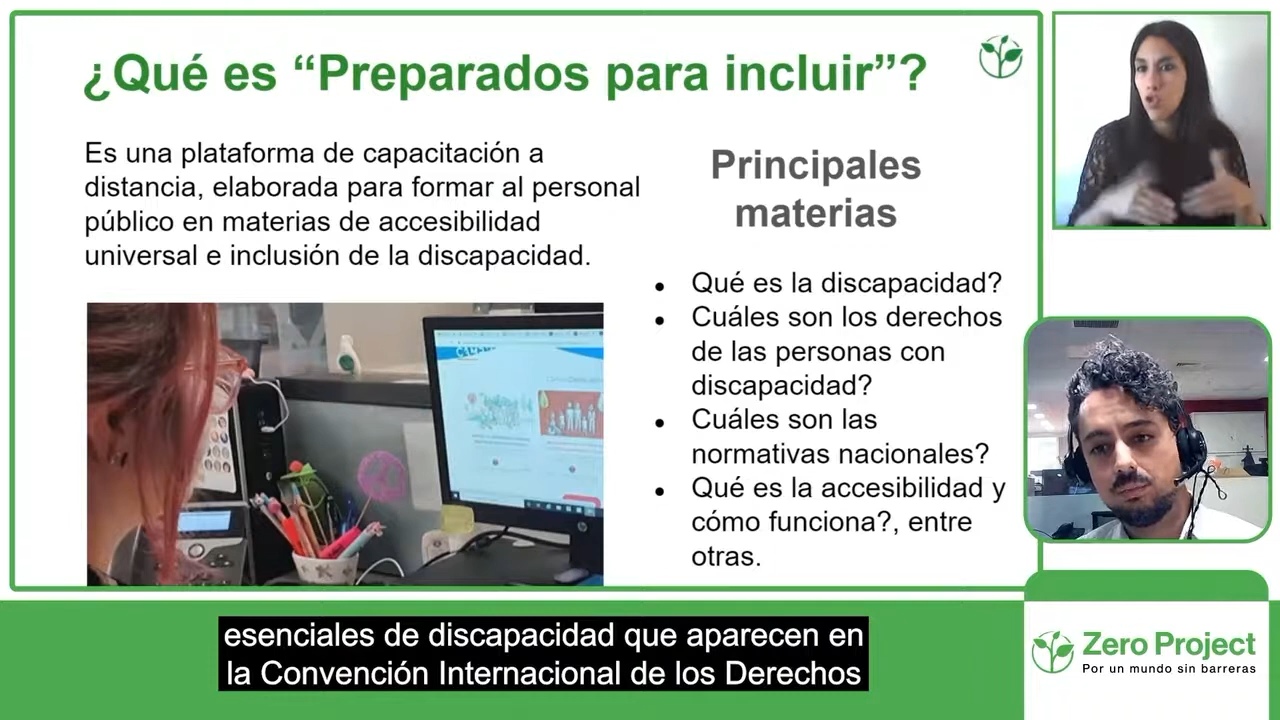 ¿Qué es “Preparados para incluir”?
Es una plataforma de capacitación a
distancia, elaborada para formar al personal
público en materias de accesibilidad
universal e inclusión de la discapacidad.
Principales
materias
● Qué es la discapacidad?
● Cuáles son los derechos
de las personas con
discapacidad?
● Cuáles son las
normativas nacionales?
● Qué es la accesibilidad y
cómo funciona?, entre
otras.
esenciales de discapacidad que aparecen en
la Convención Internacional de los Derechos
Zero Project
Por un mundo sin barreras